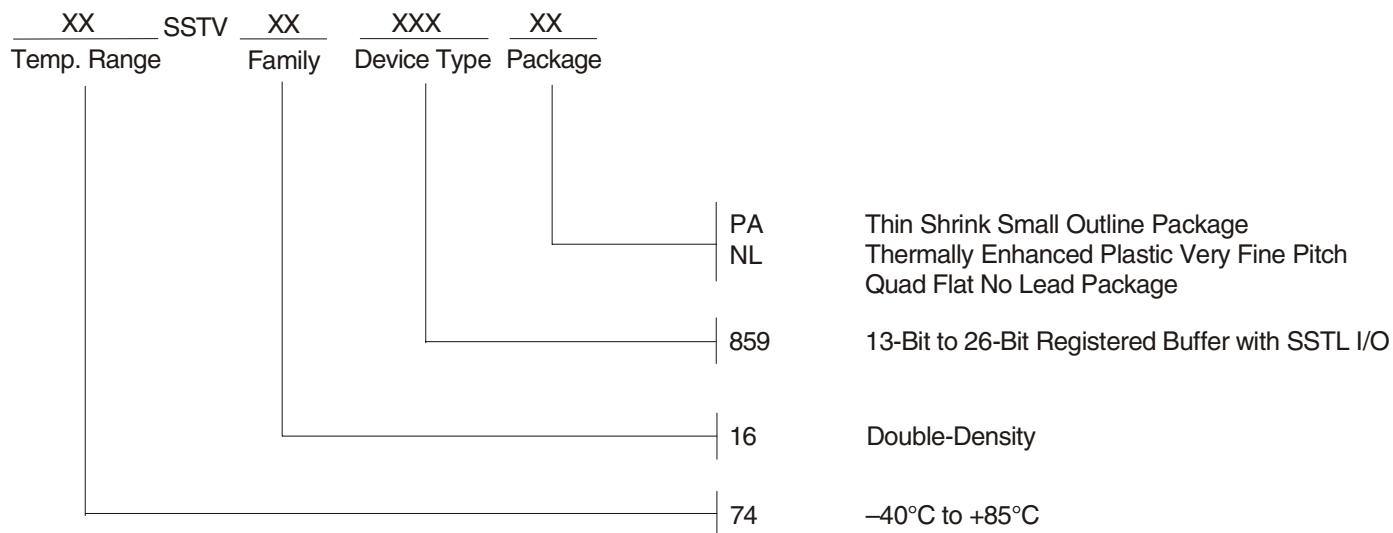 XX SSTV XX XXX XX
Temp. Range Family Device Type Package
PA Thin Shrink Small Outline Package
NL Thermally Enhanced Plastic Very Fine Pitch
Quad Flat No Lead Package
859 13-Bit to 26-Bit Registered Buffer with SSTL I/O
16 Double-Density
74 –40°C to +85°C